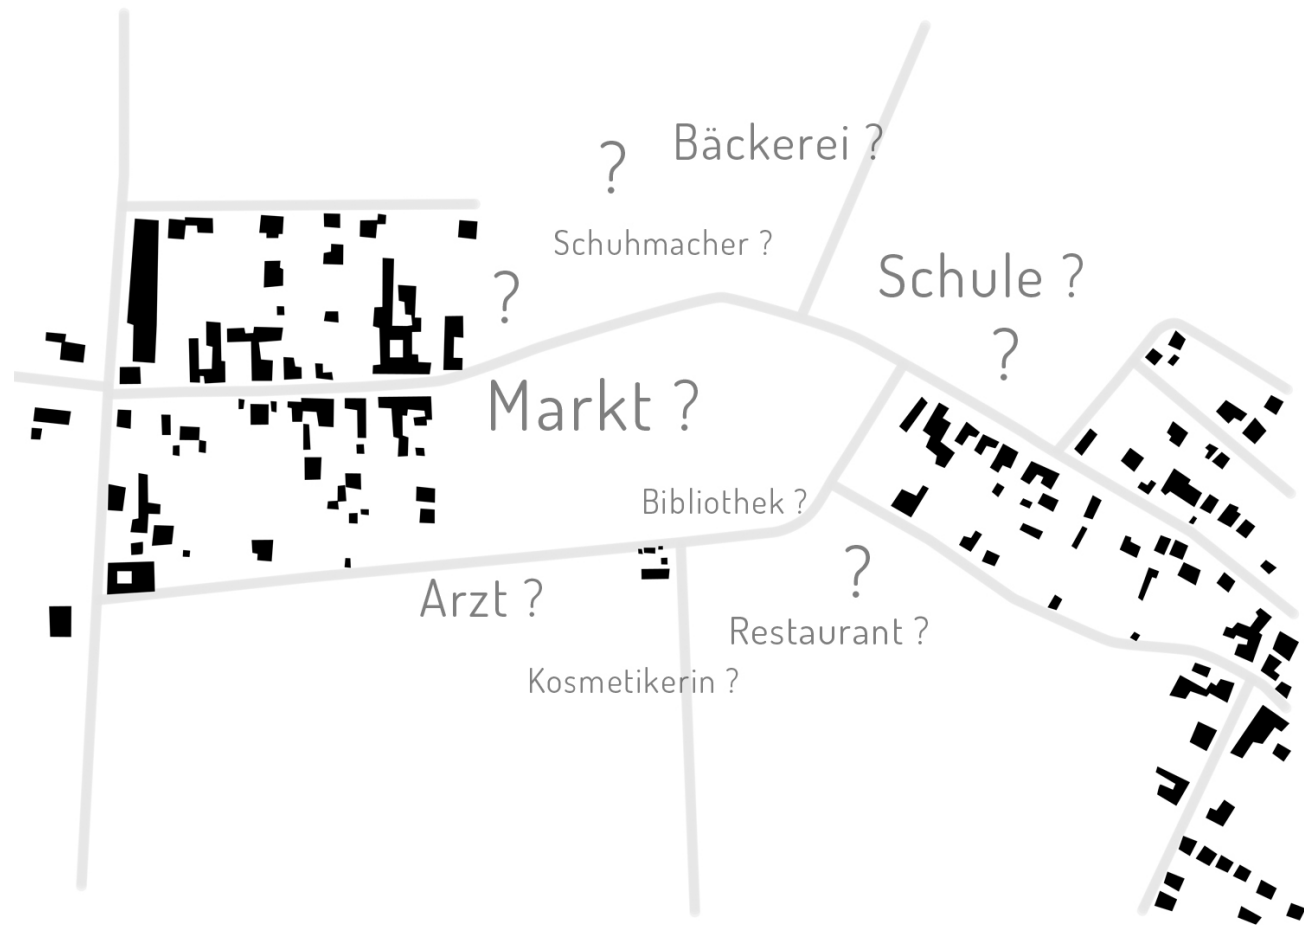 Bäckerei ?
?
Schuhmacher ?
Schule ?
?
?
Markt ?
Bibliothek ?
?
Arzt ?
Restaurant ?
Kosmetikerin ?